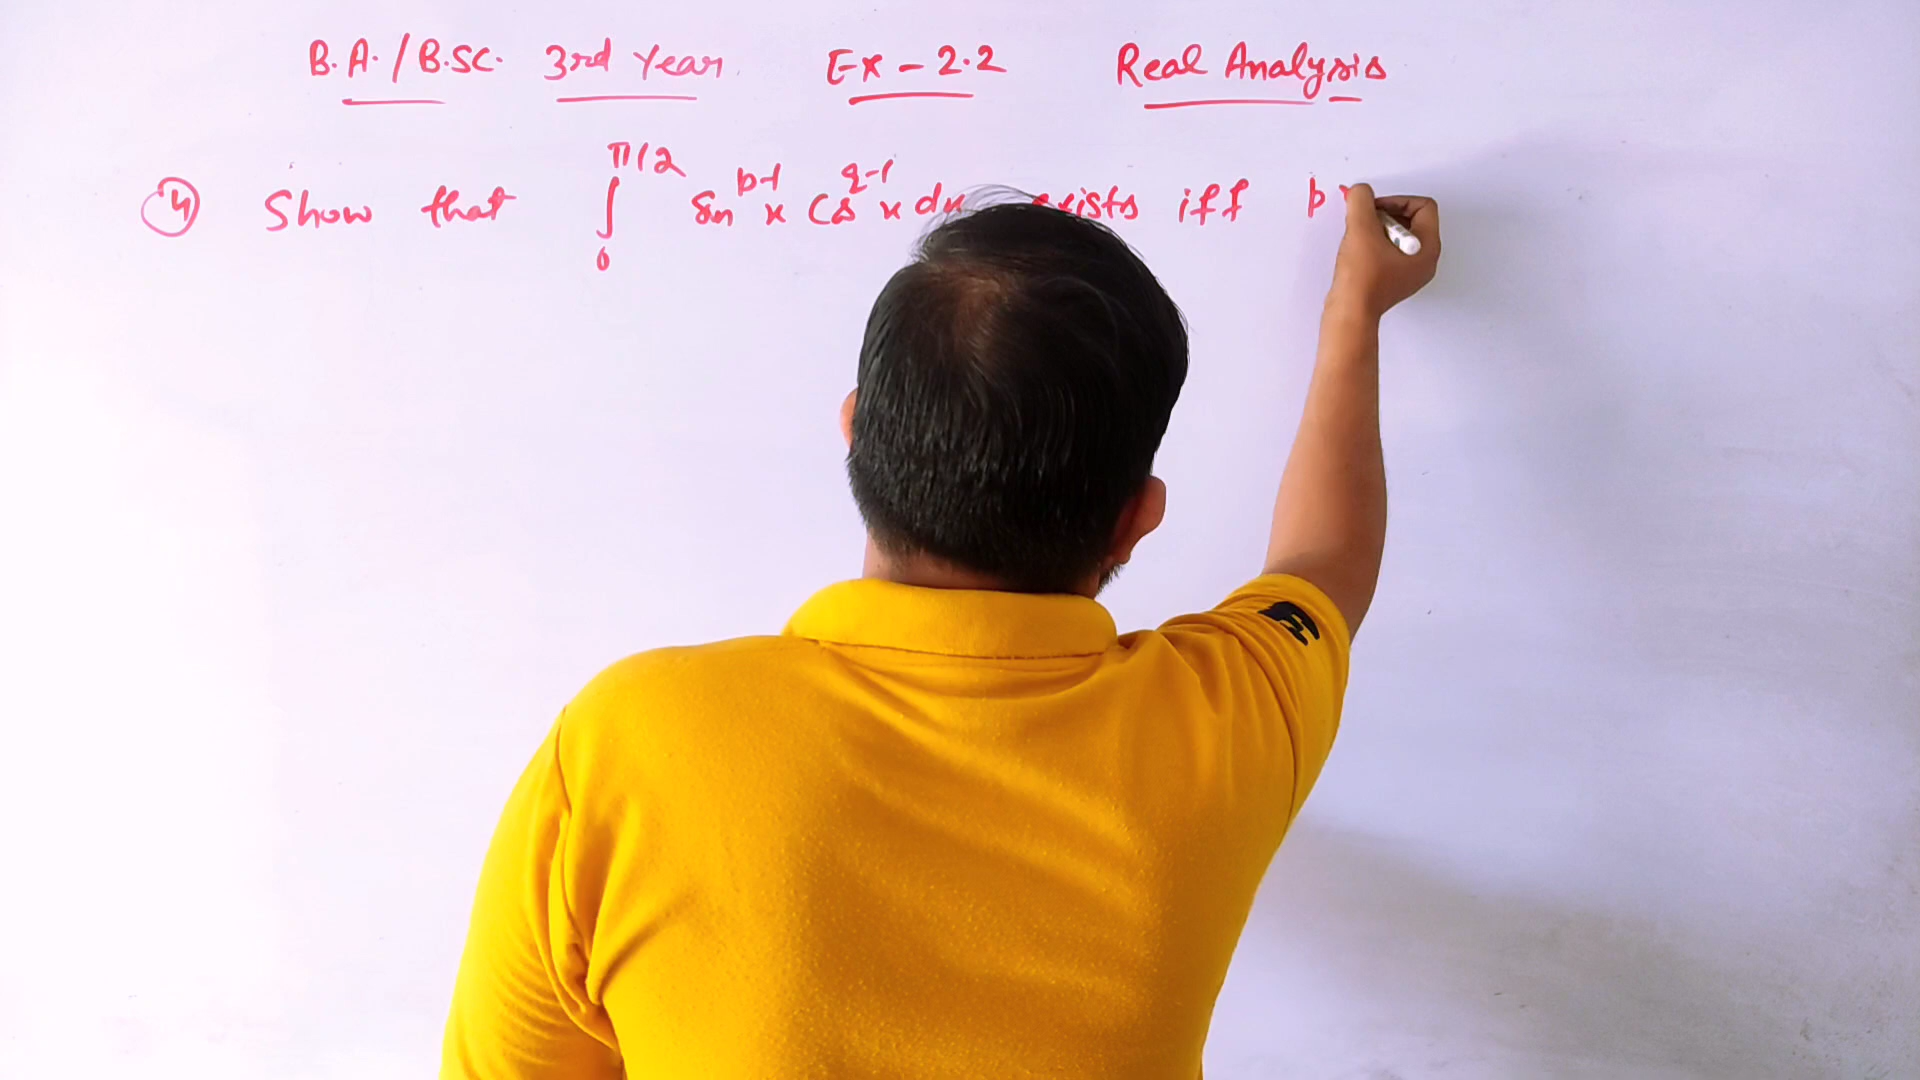 B.A./B.Sc. 3rd Year Ex-2.2 Real Analysis
(4) Show that ∫₀^{π/2} sin^{p-1} x cos^{q-1} x dx exists iff p